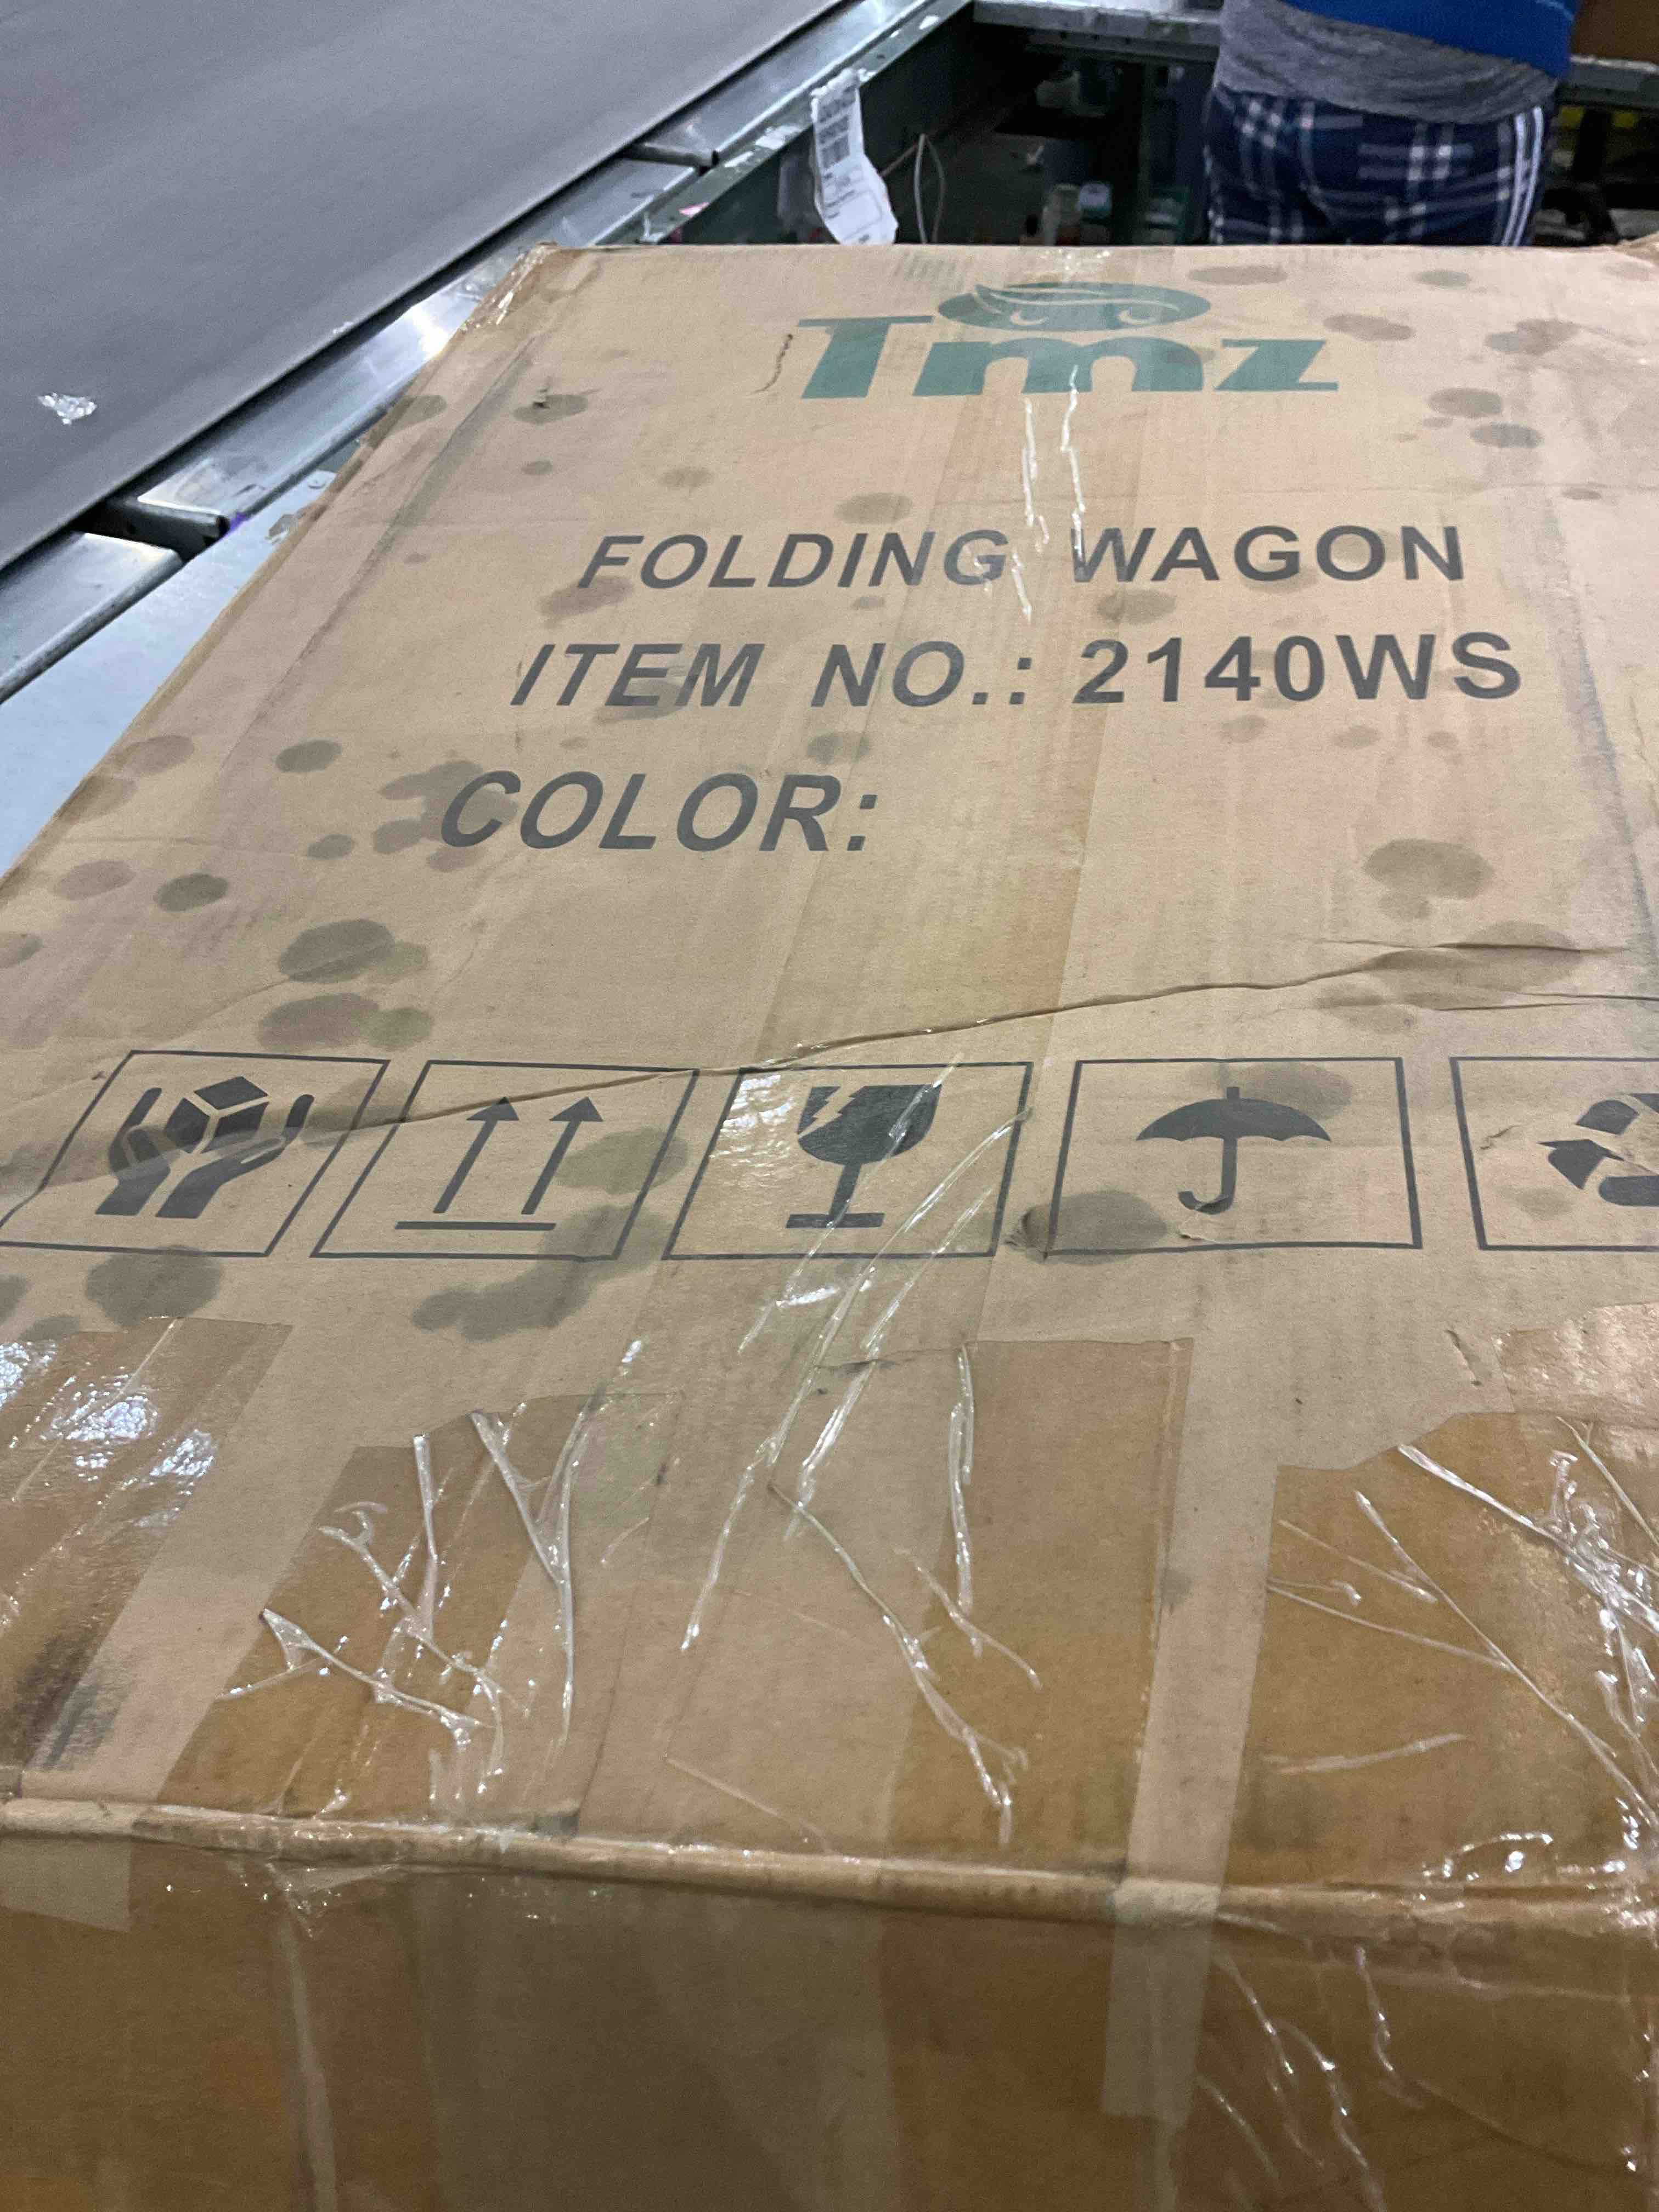 Tmz
FOLDING WAGON
ITEM NO.: 2140WS
COLOR: